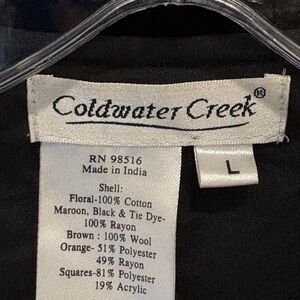 Coldwater Creek®
L
RN 98516
Made in India
Shell:
Floral-100% Cotton
Maroon, Black & Tie Dye-
100% Rayon
Brown : 100% Wool
Orange- 51% Polyester
49% Rayon
Squares-81% Polyester
19% Acrylic